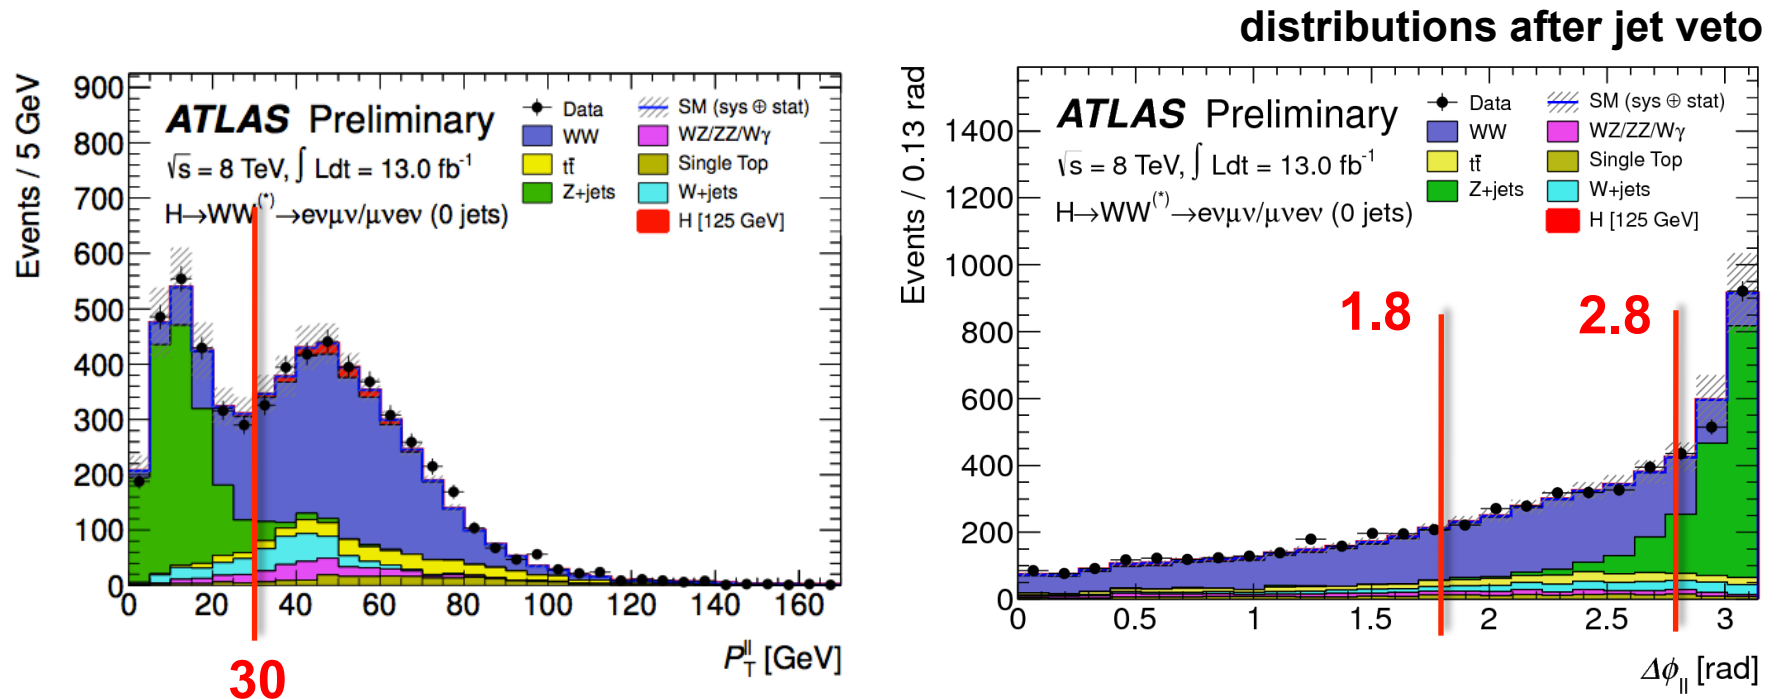 distributions after jet veto
Events / 5 GeV
900
800
700
600
500
400
300
200
100
0
ATLAS Preliminary
√s = 8 TeV, ∫ Ldt = 13.0 fb⁻¹
H→WW⁽*⁾→eνμν/μνeν (0 jets)
Data
WW
tt̄
Z+jets
SM (sys ⊕ stat)
WZ/ZZ/Wγ
Single Top
W+jets
H [125 GeV]
0 20 40 60 80 100 120 140 160
P_T^ll [GeV]
30
Events / 0.13 rad
1400
1200
1000
800
600
400
200
0
ATLAS Preliminary
√s = 8 TeV, ∫ Ldt = 13.0 fb⁻¹
H→WW⁽*⁾→eνμν/μνeν (0 jets)
Data
WW
tt̄
Z+jets
SM (sys ⊕ stat)
WZ/ZZ/Wγ
Single Top
W+jets
H [125 GeV]
1.8
2.8
0 0.5 1 1.5 2 2.5 3
Δϕ_ll [rad]